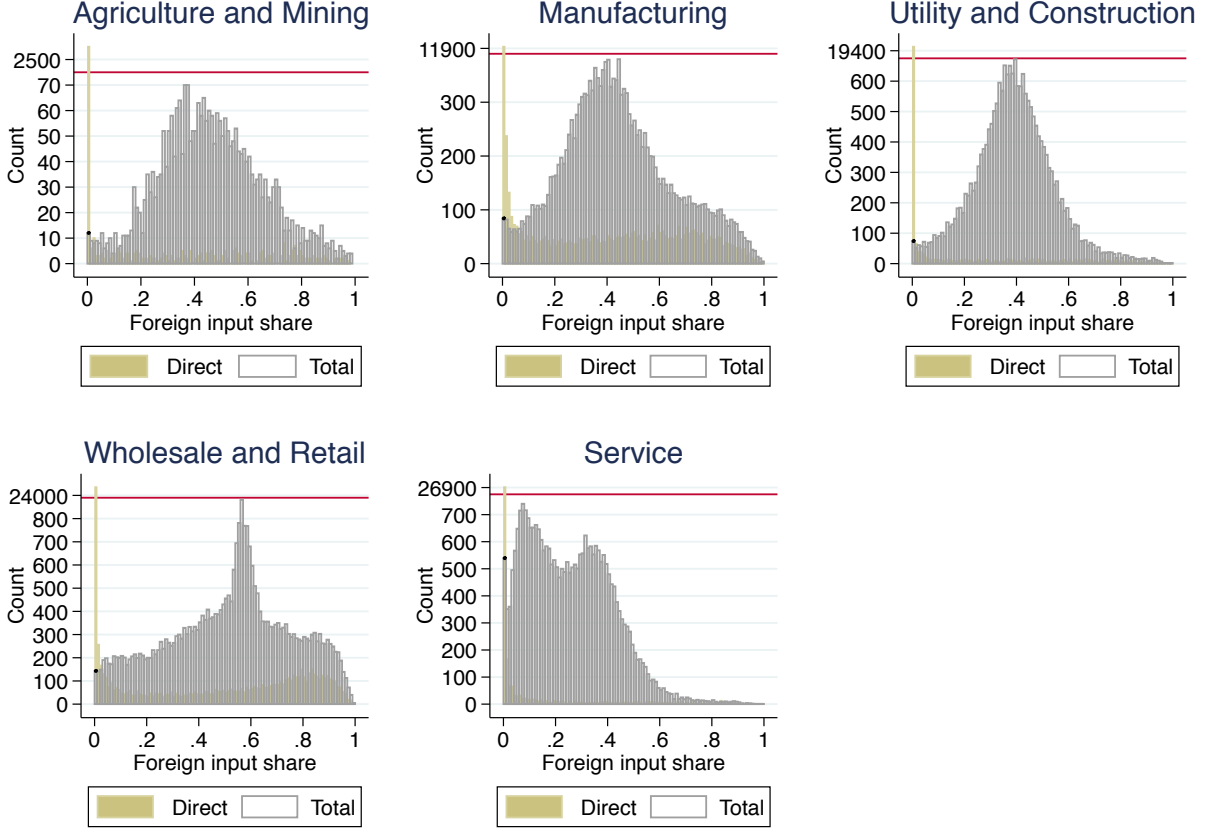 Agriculture and Mining
2500
70
60
50
40
30
20
10
0
Count
0 .2 .4 .6 .8 1
Foreign input share
Direct Total
Manufacturing
11900
300
200
100
0
Count
0 .2 .4 .6 .8 1
Foreign input share
Direct Total
Utility and Construction
19400
600
500
400
300
200
100
0
Count
0 .2 .4 .6 .8 1
Foreign input share
Direct Total
Wholesale and Retail
24000
800
700
600
500
400
300
200
100
0
Count
0 .2 .4 .6 .8 1
Foreign input share
Direct Total
Service
26900
700
600
500
400
300
200
100
0
Count
0 .2 .4 .6 .8 1
Foreign input share
Direct Total